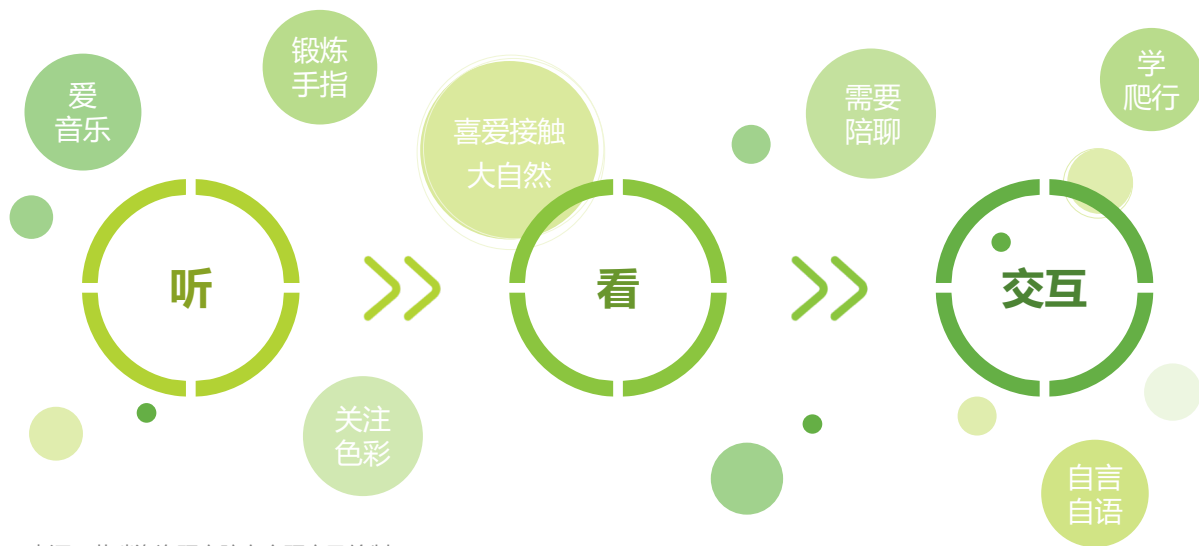 爱
音乐
锻炼
手指
喜爱接触
大自然
需要
陪聊
学
爬行
听
看
交互
关注
色彩
自言
自语